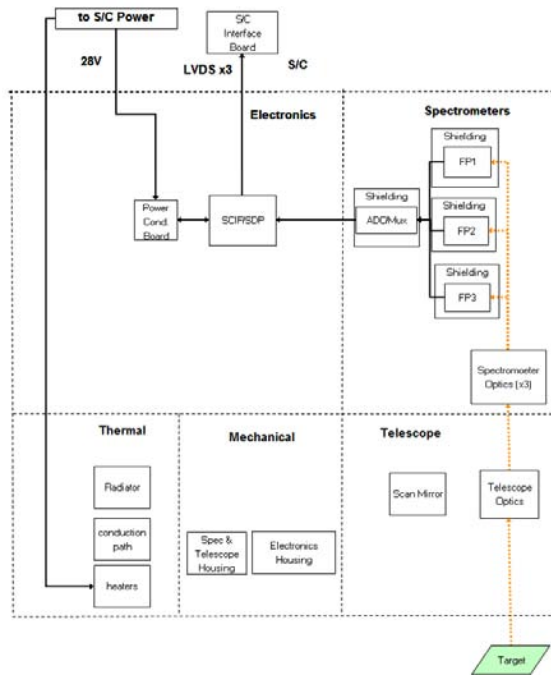 to S/C Power
S/C
Interface
Board
28V
LVDS x3
S/C
Electronics
Spectrometers
Shielding
FP1
Shielding
FP2
Shielding
FP3
Shielding
ADC/Mux
Power
Cond.
Board
SCIF/SDP
Spectrometer
Optics (x3)
Thermal
Mechanical
Telescope
Radiator
conduction
path
heaters
Spec &
Telescope
Housing
Electronics
Housing
Scan Mirror
Telescope
Optics
Target